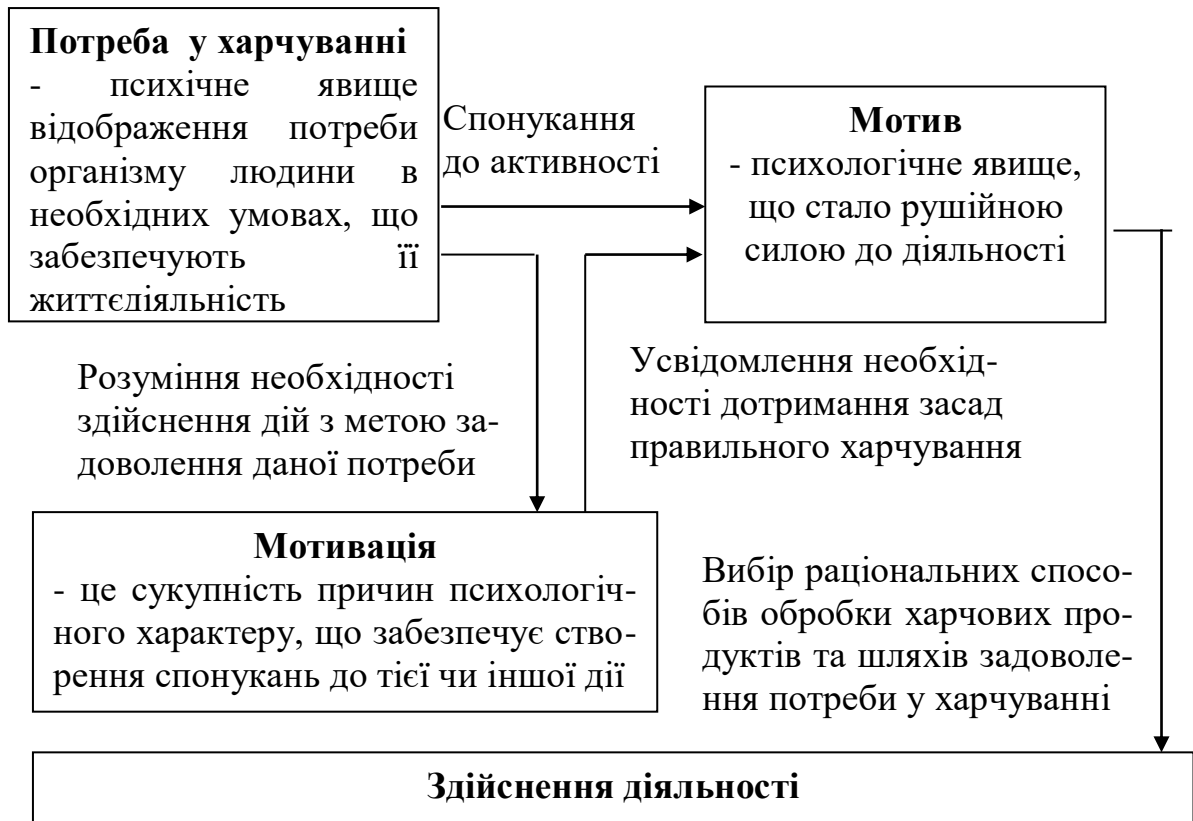 Потреба у харчуванні
- психічне явище
відображення потреби
організму людини в
необхідних умовах, що
забезпечують її
життєдіяльність
Спонукання
до активності
Мотив
- психологічне явище,
що стало рушійною
силою до діяльності
Розуміння необхідності
здійснення дій з метою за-
доволення даної потреби
Усвідомлення необхід-
ності дотримання засад
правильного харчування
Мотивація
- це сукупність причин психологіч-
ного характеру, що забезпечує ство-
рення спонукань до тієї чи іншої дії
Вибір раціональних спосо-
бів обробки харчових про-
дуктів та шляхів задоволе-
ння потреби у харчуванні
Здійснення діяльності